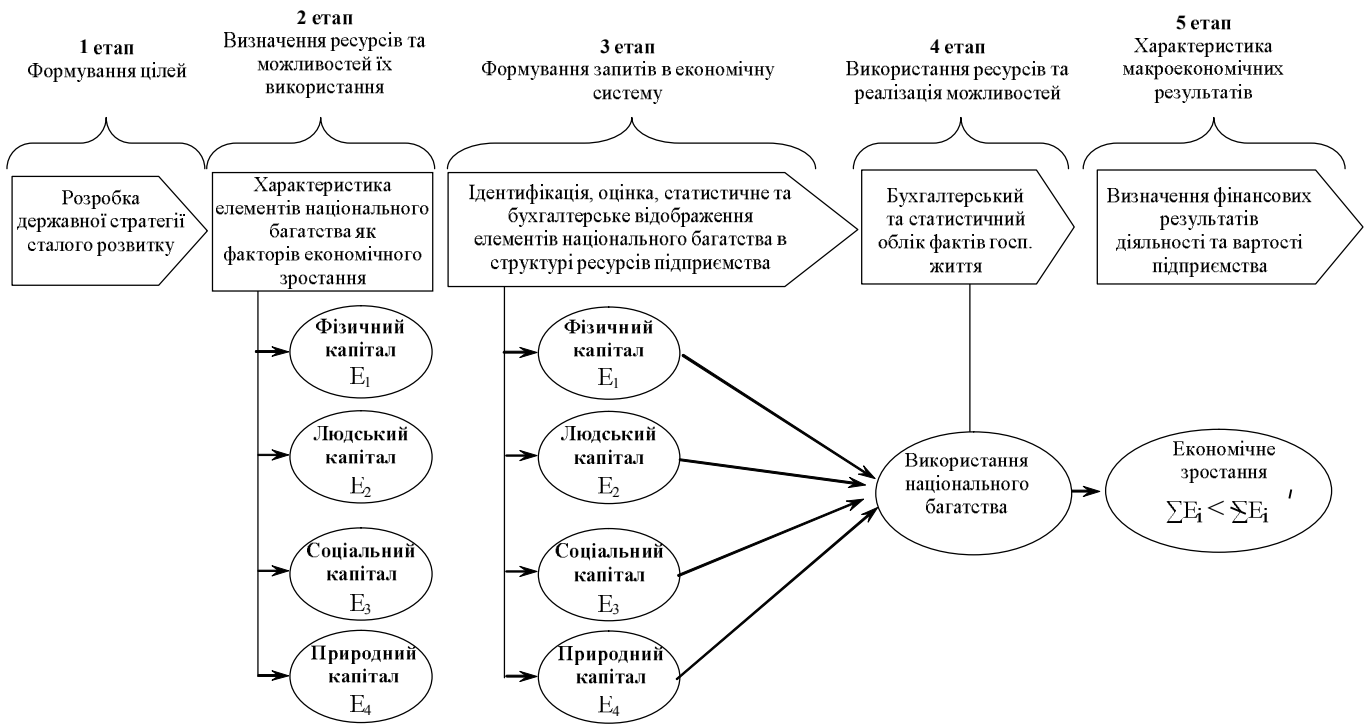 1 етап
Формування цілей
2 етап
Визначення ресурсів та
можливостей їх
використання
3 етап
Формування запитів в економічну
систему
4 етап
Використання ресурсів та
реалізація можливостей
5 етап
Характеристика
макроекономічних
результатів
Розробка
державної стратегії
сталого розвитку
Характеристика
елементів національного
багатства як
факторів економічного
зростання
Ідентифікація, оцінка, статистичне та
бухгалтерське відображення
елементів національного багатства в
структурі ресурсів підприємства
Бухгалтерський
та статистичний
облік фактів госп.
життя
Визначення фінансових
результатів
діяльності та вартості
підприємства
Фізичний
капітал
E₁
Людський
капітал
E₂
Соціальний
капітал
E₃
Природний
капітал
E₄
Фізичний
капітал
E₁
Людський
капітал
E₂
Соціальний
капітал
E₃
Природний
капітал
E₄
Використання
національного
багатства
Економічне
зростання
∑Eᵢ < ∑Eᵢ ′